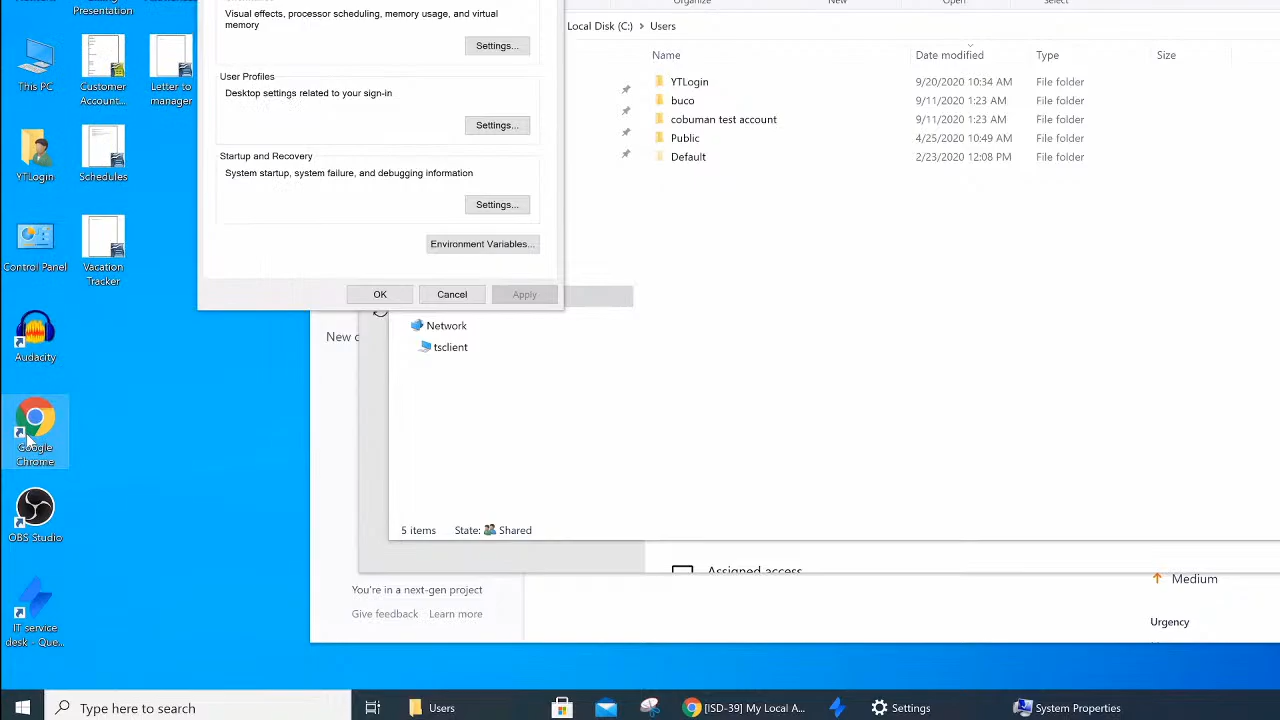 Presentation
This PC
Customer
Account...
Letter to
manager
YTLogin
Schedules
Control Panel
Vacation
Tracker
Audacity
Google
Chrome
OBS Studio
IT service
desk - Que...
Visual effects, processor scheduling, memory usage, and virtual
memory
Settings...
User Profiles
Desktop settings related to your sign-in
Settings...
Startup and Recovery
System startup, system failure, and debugging information
Settings...
Environment Variables...
OK Cancel Apply
Organize New Open Select
Local Disk (C:) > Users
Name Date modified Type Size
YTLogin 9/20/2020 10:34 AM File folder
buco 9/11/2020 1:23 AM File folder
cobuman test account 9/11/2020 1:23 AM File folder
Public 4/25/2020 10:49 AM File folder
Default 2/23/2020 12:08 PM File folder
New
Network
tsclient
5 items State: Shared
Assigned access
You're in a next-gen project
Give feedback Learn more
Medium
Urgency
Type here to search
Users
[ISD-39] My Local A...
Settings
System Properties